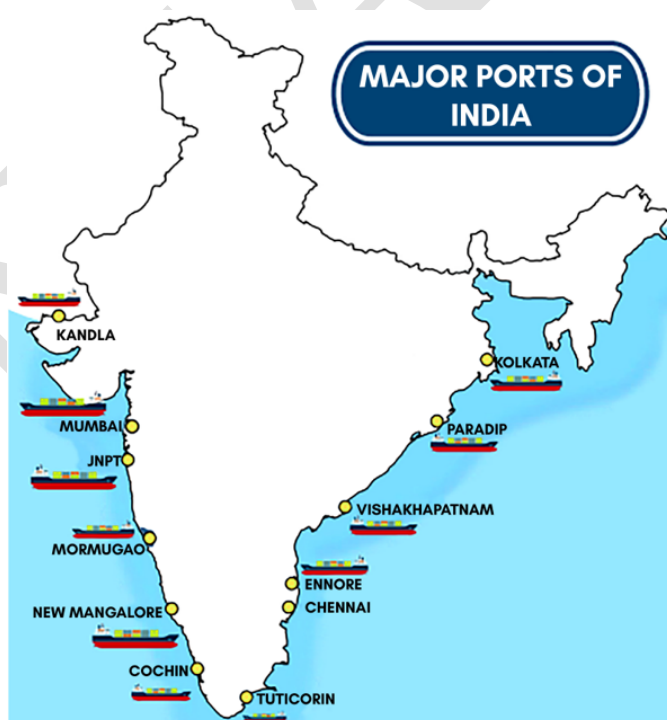 MAJOR PORTS OF
INDIA
KANDLA
KOLKATA
MUMBAI
PARADIP
JNPT
VISHAKHAPATNAM
MORMUGAO
ENNORE
NEW MANGALORE
CHENNAI
COCHIN
TUTICORIN